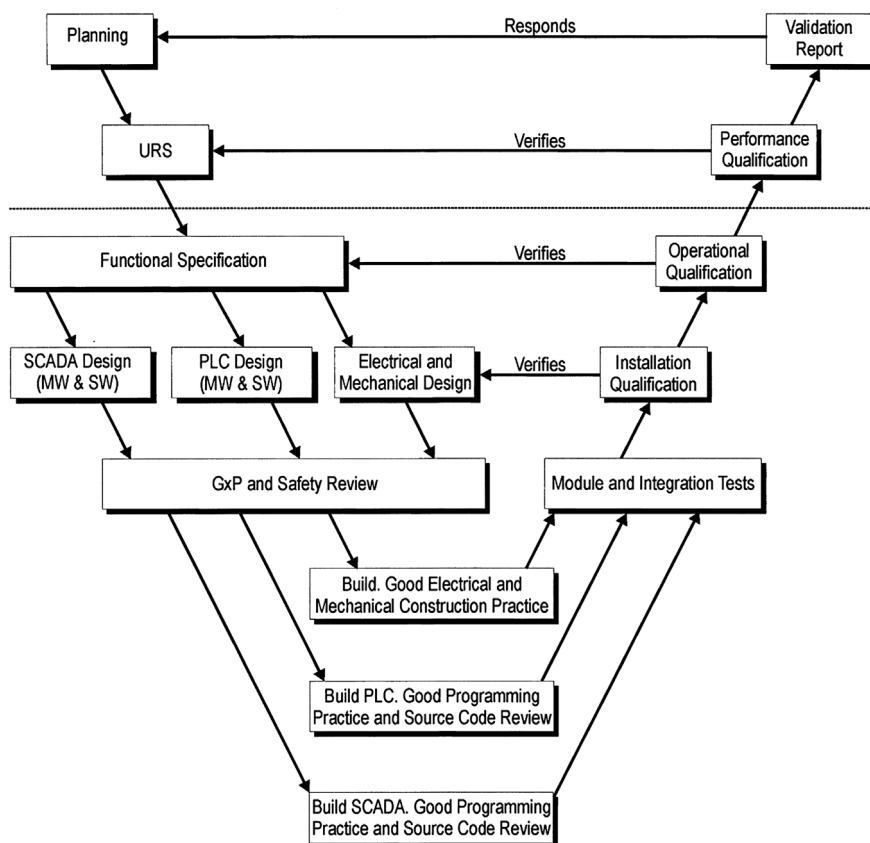 Planning
Responds
Validation
Report
URS
Verifies
Performance
Qualification
Functional Specification
Verifies
Operational
Qualification
SCADA Design
(MW & SW)
PLC Design
(MW & SW)
Electrical and
Mechanical Design
Verifies
Installation
Qualification
GxP and Safety Review
Module and Integration Tests
Build. Good Electrical and
Mechanical Construction Practice
Build PLC. Good Programming
Practice and Source Code Review
Build SCADA. Good Programming
Practice and Source Code Review